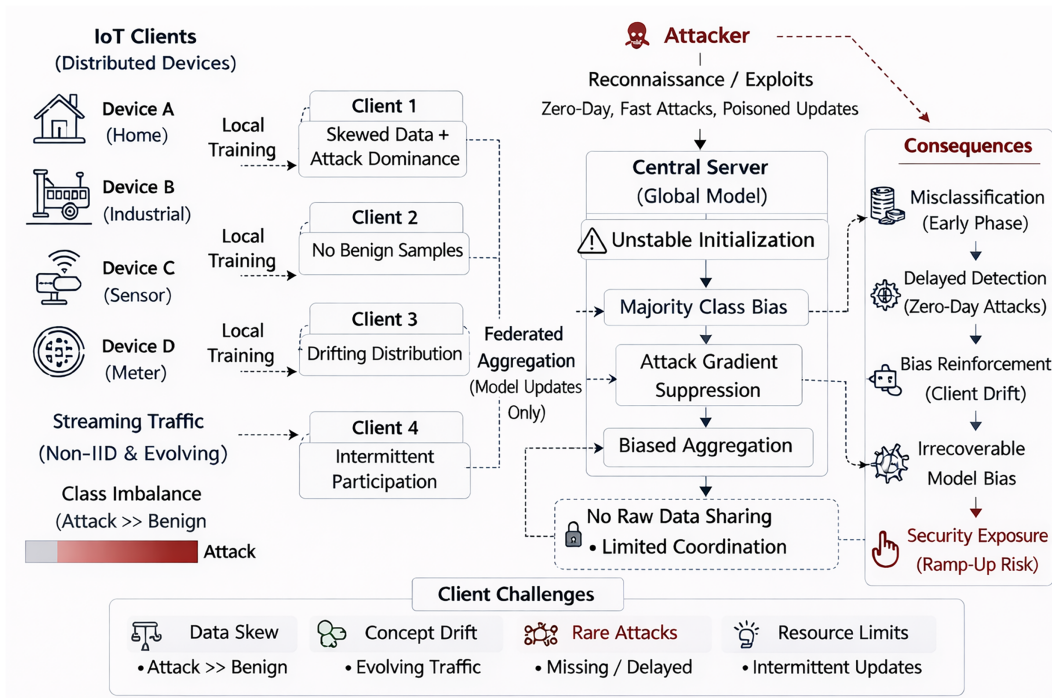 IoT Clients
(Distributed Devices)
Device A
(Home)
Device B
(Industrial)
Device C
(Sensor)
Device D
(Meter)
Streaming Traffic
(Non-IID & Evolving)
Class Imbalance
(Attack >> Benign
Attack
Local
Training
Local
Training
Local
Training
Client 1
Skewed Data +
Attack Dominance
Client 2
No Benign Samples
Client 3
Drifting Distribution
Client 4
Intermittent
Participation
Federated
Aggregation
(Model Updates
Only)
Attacker
Reconnaissance / Exploits
Zero-Day, Fast Attacks, Poisoned Updates
Central Server
(Global Model)
Unstable Initialization
Majority Class Bias
Attack Gradient
Suppression
Biased Aggregation
No Raw Data Sharing
• Limited Coordination
Consequences
Misclassification
(Early Phase)
Delayed Detection
(Zero-Day Attacks)
Bias Reinforcement
(Client Drift)
Irrecoverable
Model Bias
Security Exposure
(Ramp-Up Risk)
Client Challenges
Data Skew
• Attack >> Benign
Concept Drift
• Evolving Traffic
Rare Attacks
• Missing / Delayed
Resource Limits
• Intermittent Updates